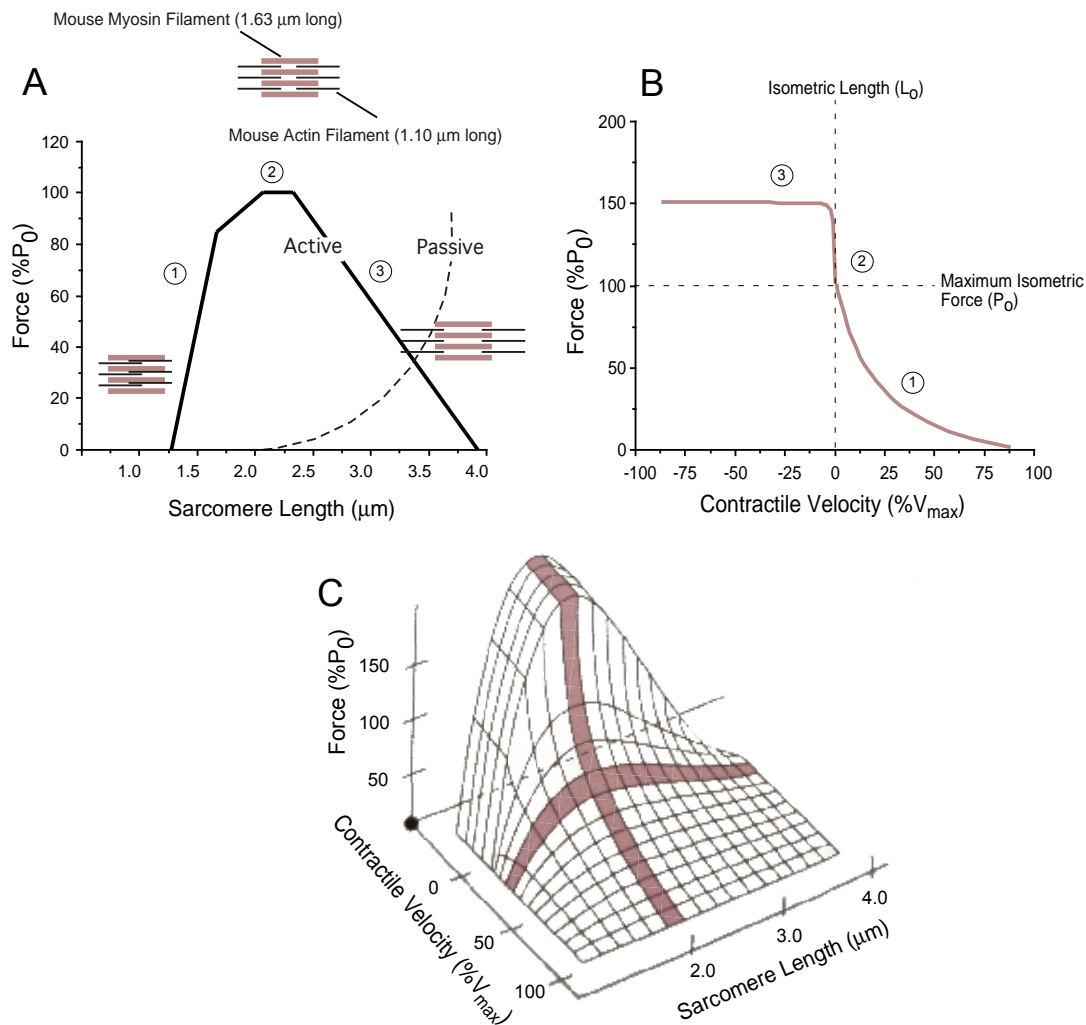 Mouse Myosin Filament (1.63 μm long)
A
Mouse Actin Filament (1.10 μm long)
120
100
80
60
40
20
0
Force (%P0)
1
2
3
Active
Passive
1.0
1.5
2.0
2.5
3.0
3.5
4.0
Sarcomere Length (μm)
B
Isometric Length (Lo)
200
150
100
50
0
Force (%P0)
3
2
1
Maximum Isometric
Force (Po)
-100
-75
-50
-25
0
25
50
75
100
Contractile Velocity (%Vmax)
C
Force (%P0)
150
100
50
Contractile Velocity (%Vmax)
0
50
100
2.0
3.0
4.0
Sarcomere Length (μm)